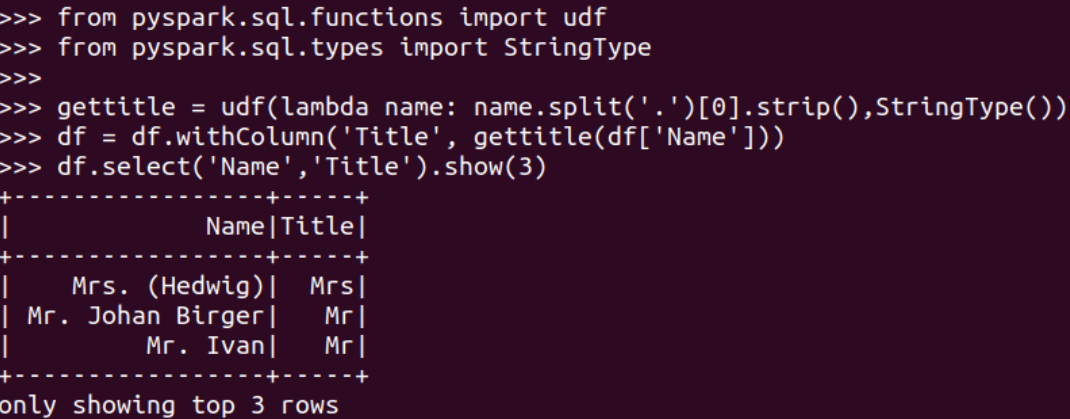 >>> from pyspark.sql.functions import udf
>>> from pyspark.sql.types import StringType
>>>
>>> gettitle = udf(lambda name: name.split('.')[0].strip(),StringType())
>>> df = df.withColumn('Title', gettitle(df['Name']))
>>> df.select('Name','Title').show(3)
+-----------------+-----+
|             Name|Title|
+-----------------+-----+
|    Mrs. (Hedwig)|  Mrs|
| Mr. Johan Birger|   Mr|
|         Mr. Ivan|   Mr|
+-----------------+-----+
only showing top 3 rows